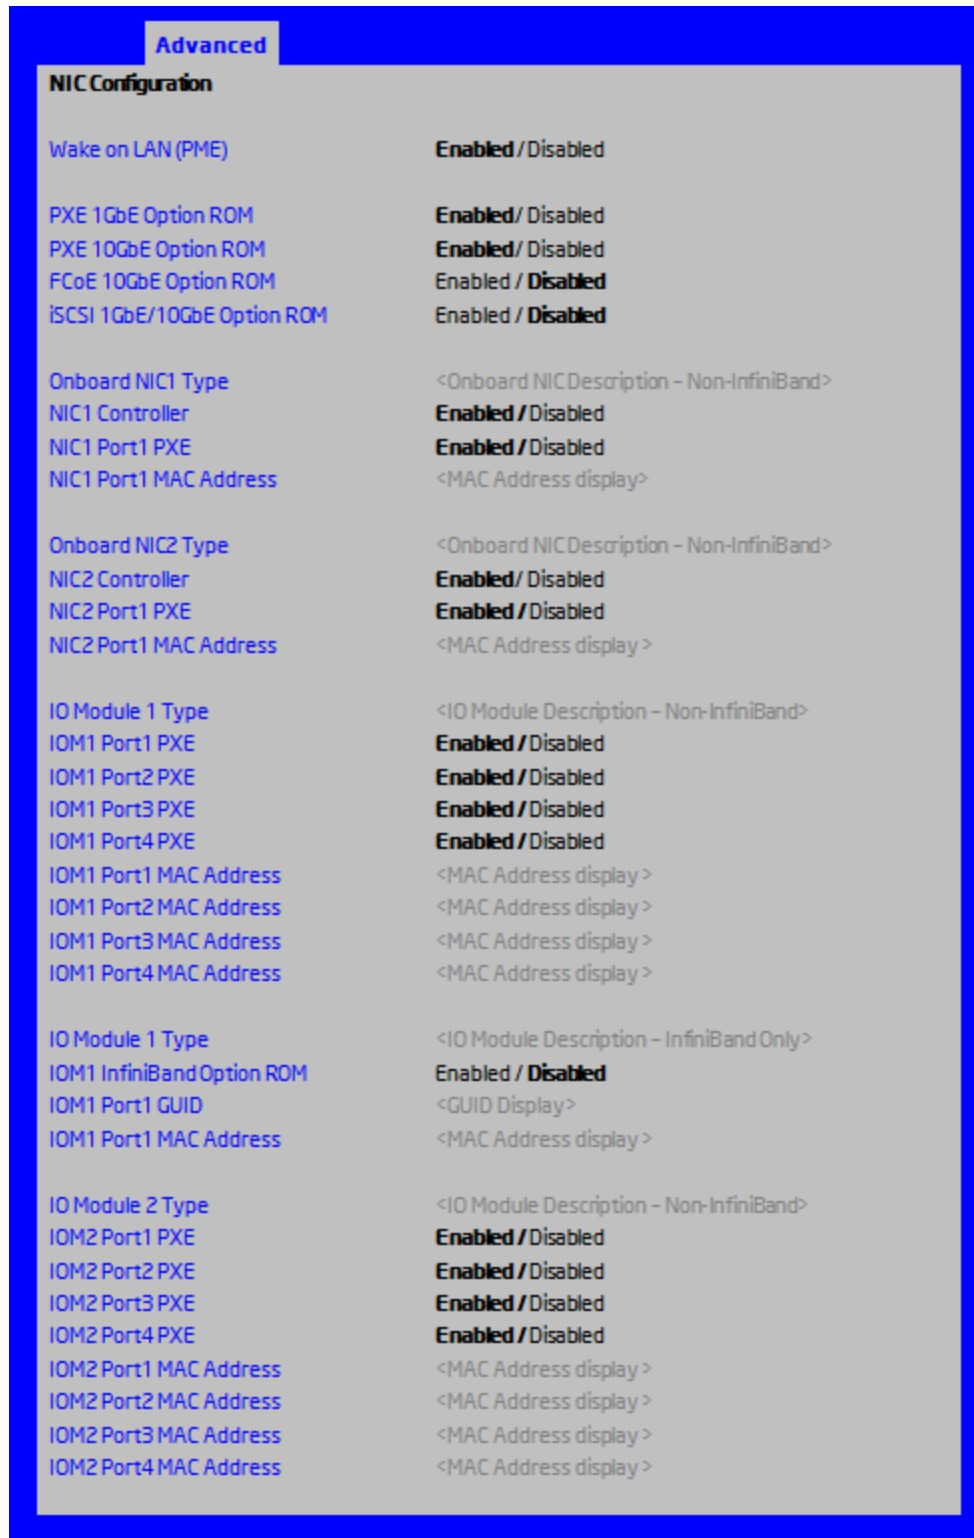 Advanced
NIC Configuration
Wake on LAN (PME) Enabled / Disabled
PXE 1GbE Option ROM Enabled / Disabled
PXE 10GbE Option ROM Enabled / Disabled
FCoE 10GbE Option ROM Enabled / Disabled
iSCSI 1GbE/10GbE Option ROM Enabled / Disabled
Onboard NIC1 Type <Onboard NIC Description – Non-InfiniBand>
NIC1 Controller Enabled / Disabled
NIC1 Port1 PXE Enabled / Disabled
NIC1 Port1 MAC Address <MAC Address display>
Onboard NIC2 Type <Onboard NIC Description – Non-InfiniBand>
NIC2 Controller Enabled / Disabled
NIC2 Port1 PXE Enabled / Disabled
NIC2 Port1 MAC Address <MAC Address display >
IO Module 1 Type <IO Module Description – Non-InfiniBand>
IOM1 Port1 PXE Enabled / Disabled
IOM1 Port2 PXE Enabled / Disabled
IOM1 Port3 PXE Enabled / Disabled
IOM1 Port4 PXE Enabled / Disabled
IOM1 Port1 MAC Address <MAC Address display >
IOM1 Port2 MAC Address <MAC Address display >
IOM1 Port3 MAC Address <MAC Address display >
IOM1 Port4 MAC Address <MAC Address display >
IO Module 1 Type <IO Module Description – InfiniBand Only>
IOM1 InfiniBand Option ROM Enabled / Disabled
IOM1 Port1 GUID <GUID Display>
IOM1 Port1 MAC Address <MAC Address display >
IO Module 2 Type <IO Module Description – Non-InfiniBand>
IOM2 Port1 PXE Enabled / Disabled
IOM2 Port2 PXE Enabled / Disabled
IOM2 Port3 PXE Enabled / Disabled
IOM2 Port4 PXE Enabled / Disabled
IOM2 Port1 MAC Address <MAC Address display >
IOM2 Port2 MAC Address <MAC Address display >
IOM2 Port3 MAC Address <MAC Address display >
IOM2 Port4 MAC Address <MAC Address display >